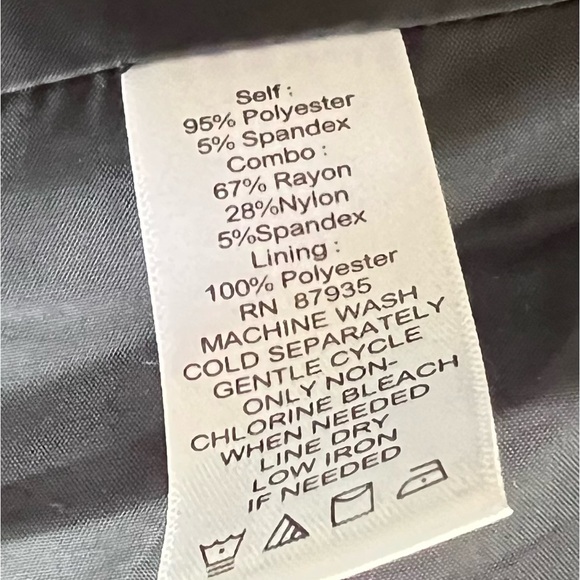 Self :
95% Polyester
5% Spandex
Combo :
67% Rayon
28%Nylon
5%Spandex
Lining :
100% Polyester
RN 87935
MACHINE WASH
COLD SEPARATELY
GENTLE CYCLE
ONLY NON-
CHLORINE BLEACH
WHEN NEEDED
LINE DRY
LOW IRON
IF NEEDED